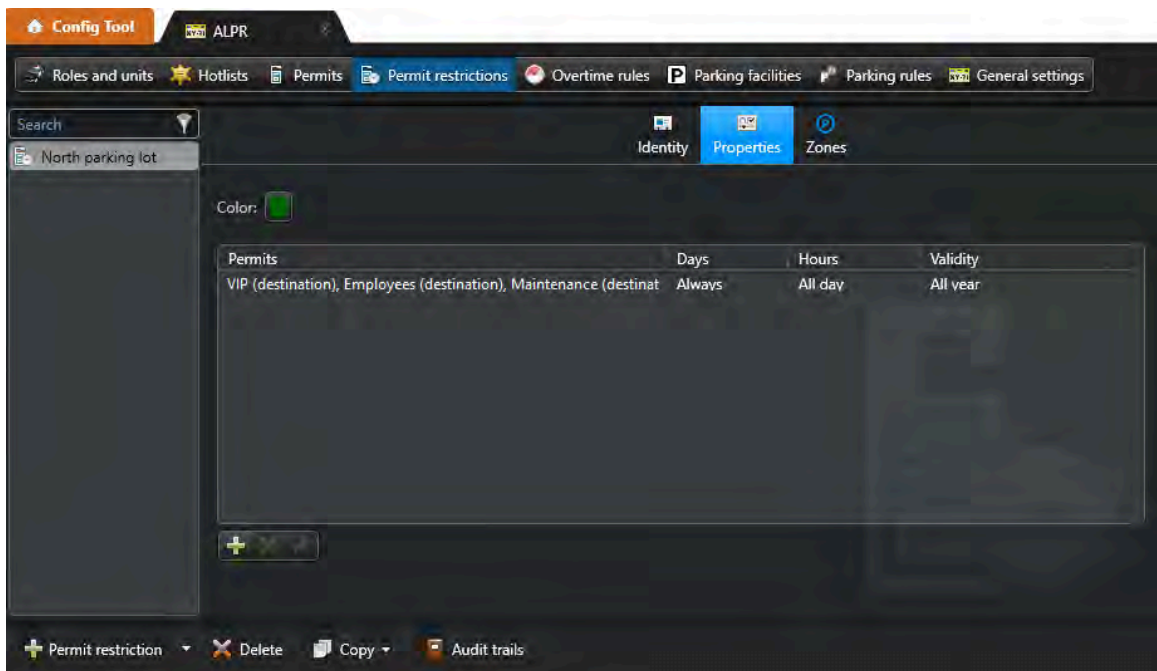 Config Tool ALPR
Roles and units Hotlists Permits Permit restrictions Overtime rules P Parking facilities Parking rules General settings
Search
Identity Properties Zones
North parking lot
Color:
Permits Days Hours Validity
VIP (destination), Employees (destination), Maintenance (destinat Always All day All year
Permit restriction Delete Copy Audit trails